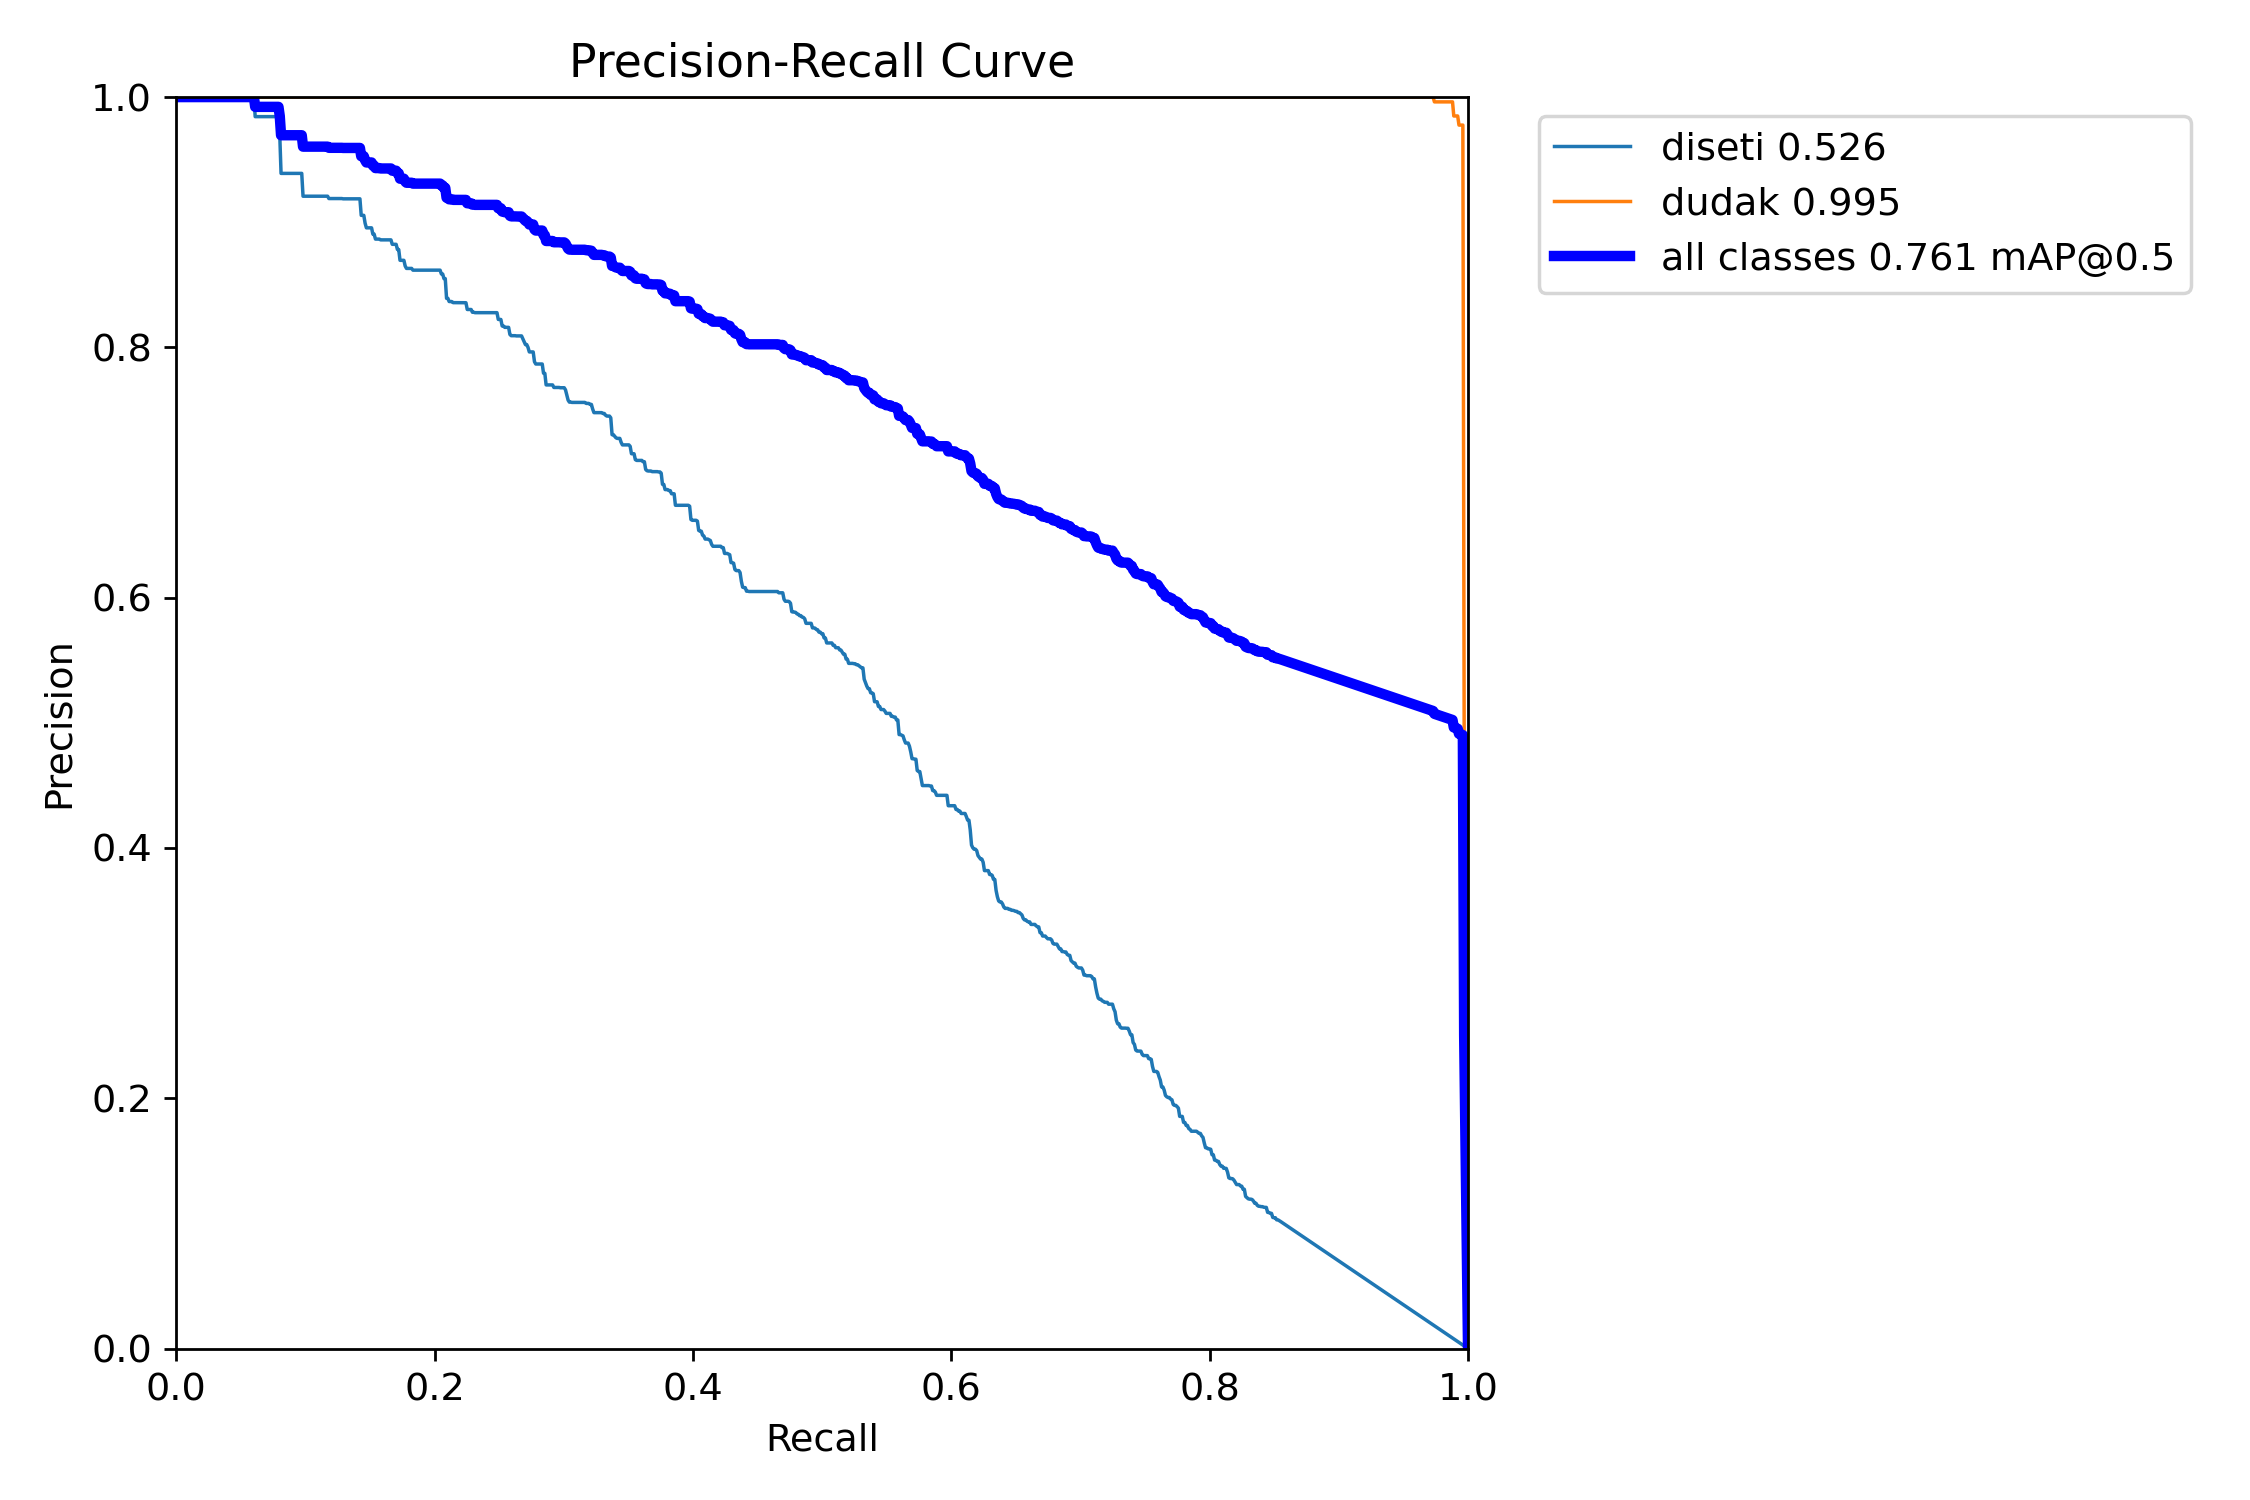 Precision-Recall Curve
1.0
0.8
0.6
0.4
0.2
0.0
Precision
0.0 0.2 0.4 0.6 0.8 1.0
Recall
diseti 0.526
dudak 0.995
all classes 0.761 mAP@0.5